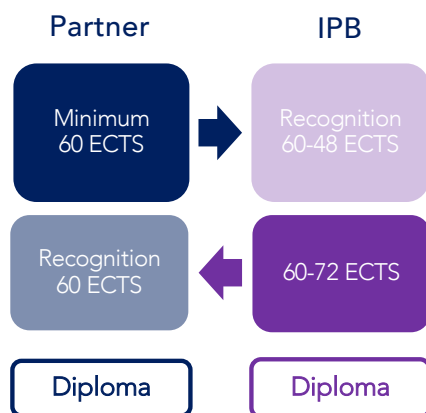 Partner
IPB
Minimum
60 ECTS
Recognition
60-48 ECTS
Recognition
60 ECTS
60-72 ECTS
Diploma
Diploma